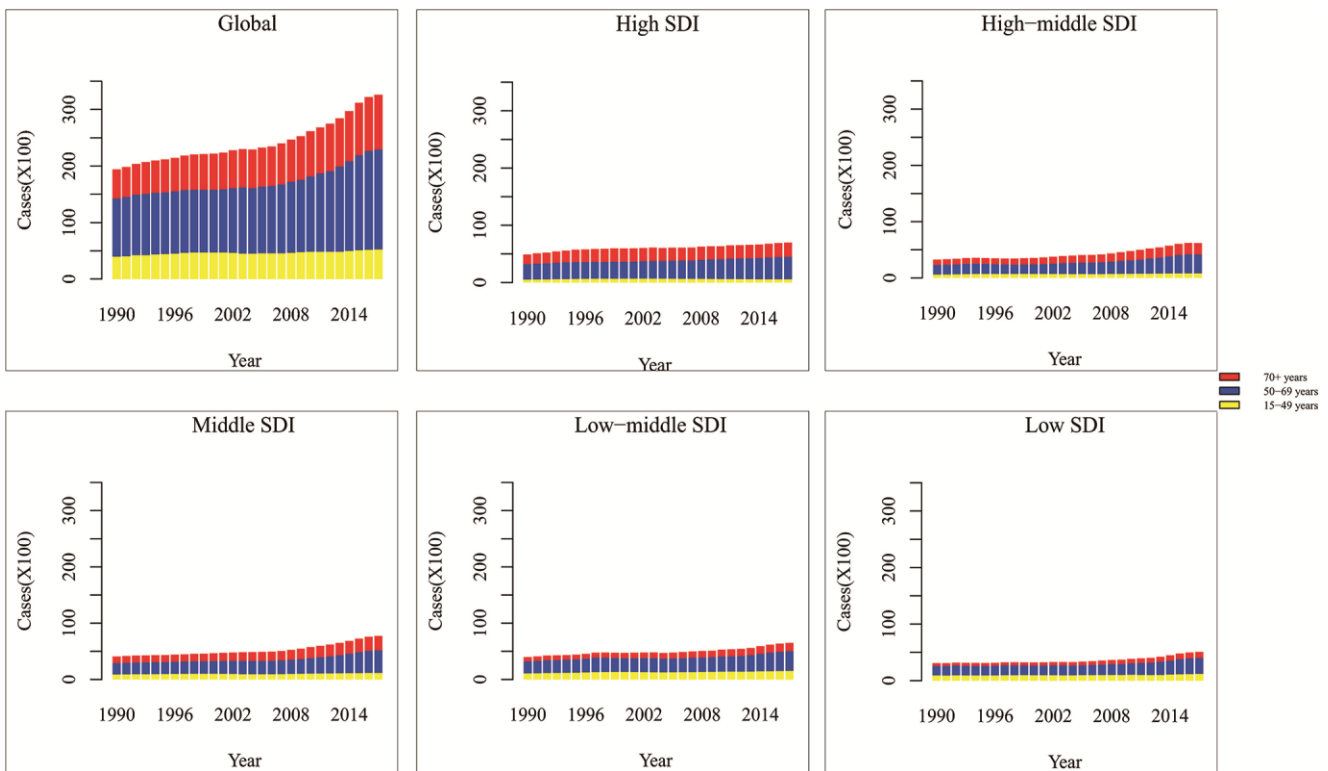 Global
Cases(X100)
0 100 200 300
1990 1996 2002 2008 2014
Year
High SDI
Cases(X100)
0 100 200 300
1990 1996 2002 2008 2014
Year
High−middle SDI
Cases(X100)
0 100 200 300
1990 1996 2002 2008 2014
Year
70+ years
50−69 years
15−49 years
Middle SDI
Cases(X100)
0 100 200 300
1990 1996 2002 2008 2014
Year
Low−middle SDI
Cases(X100)
0 100 200 300
1990 1996 2002 2008 2014
Year
Low SDI
Cases(X100)
0 100 200 300
1990 1996 2002 2008 2014
Year